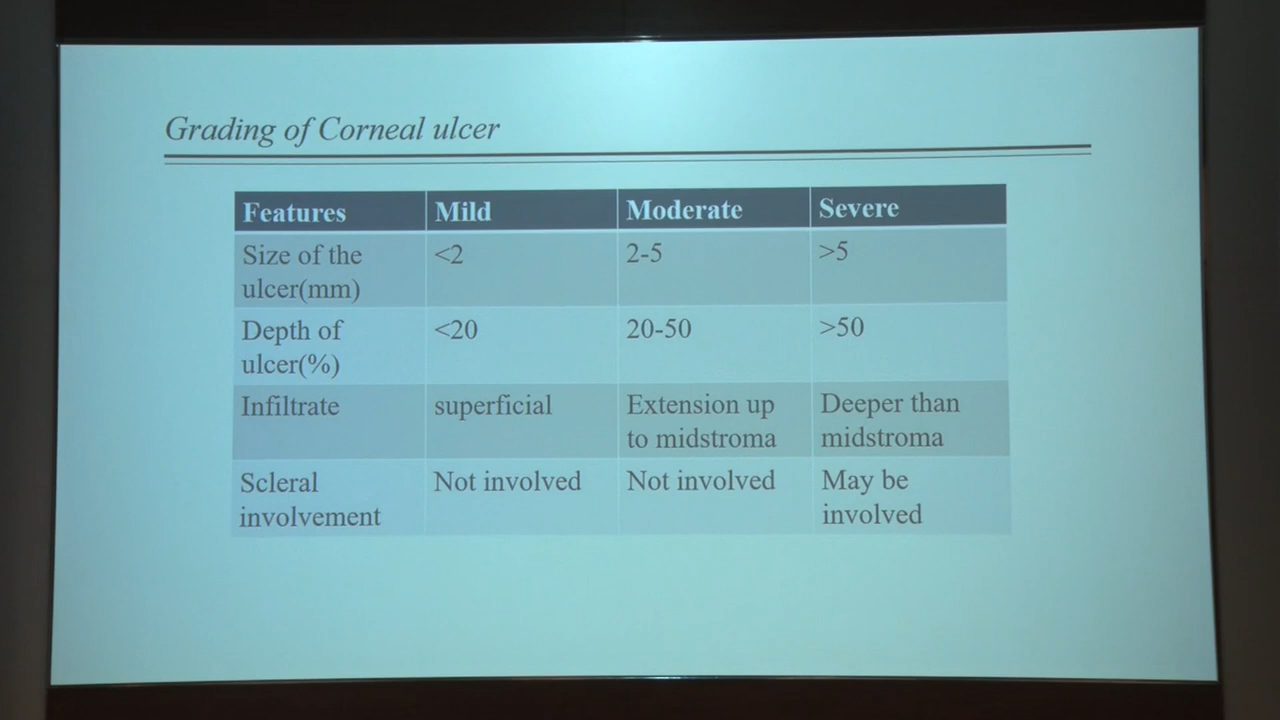 Grading of Corneal ulcer
Features Mild Moderate Severe
Size of the ulcer(mm) <2 2-5 >5
Depth of ulcer(%) <20 20-50 >50
Infiltrate superficial Extension up to midstroma Deeper than midstroma
Scleral involvement Not involved Not involved May be involved